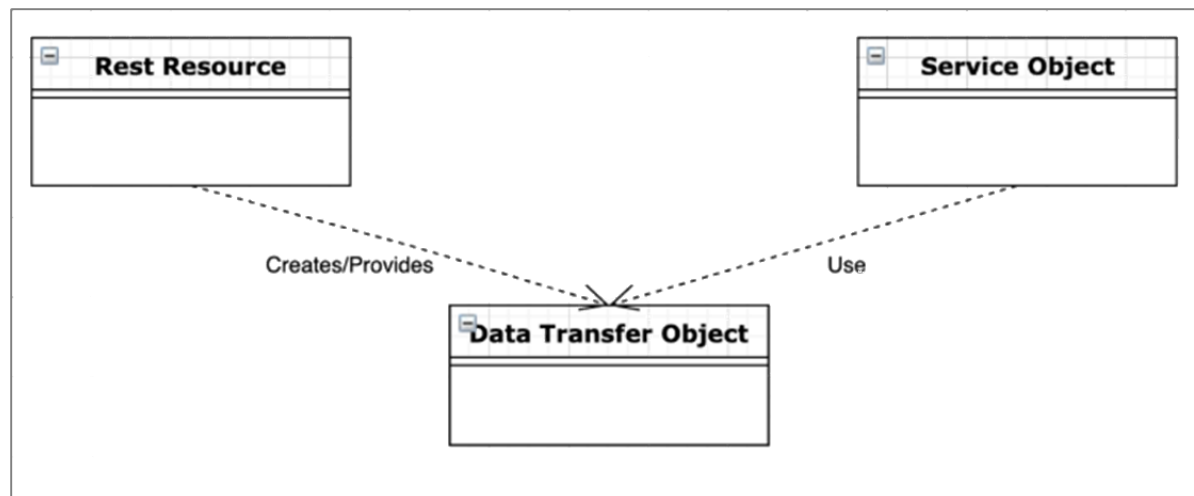 Rest Resource
Service Object
Creates/Provides
Use
Data Transfer Object